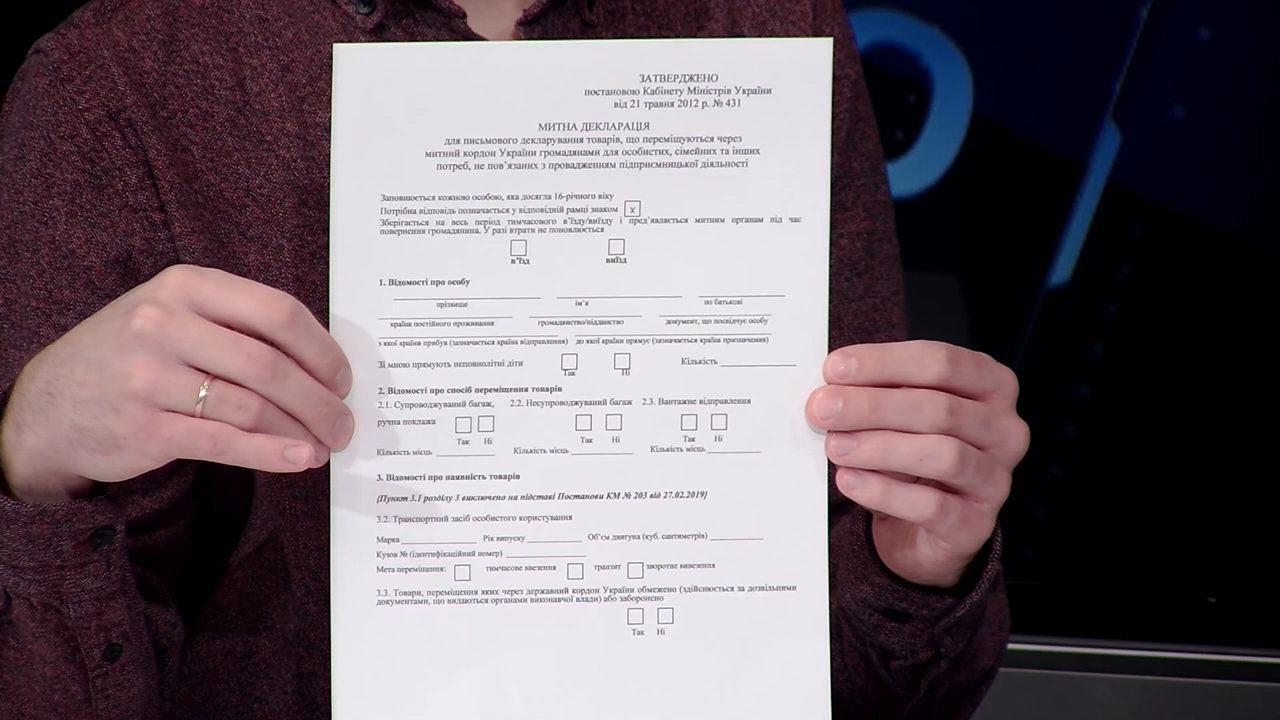 ЗАТВЕРДЖЕНО
постановою Кабінету Міністрів України
від 21 травня 2012 р. № 431
МИТНА ДЕКЛАРАЦІЯ
для письмового декларування товарів, що переміщуються через
митний кордон України громадянами для особистих, сімейних та інших
потреб, не пов’язаних з провадженням підприємницької діяльності
Заповнюється кожною особою, яка досягла 16-річного віку
Потрібна відповідь позначається у відповідній рамці знаком x
Зберігається на весь період тимчасового в’їзду/виїзду і пред’являється митним органам під час
повернення громадянина. У разі втрати не поновлюється
в’їзд виїзд
1. Відомості про особу
прізвище ім’я по батькові
країна постійного проживання громадянство/підданство документ, що посвідчує особу
з якої країни прибув (зазначається країна відправлення) до якої країни прямує (зазначається країна призначення)
Зі мною прямують неповнолітні діти Кількість
Так Ні
2. Відомості про спосіб переміщення товарів
2.1. Супроводжуваний багаж, 2.2. Несупроводжуваний багаж 2.3. Вантажне відправлення
ручна поклажа
Так Ні Так Ні Так Ні
Кількість місць Кількість місць Кількість місць
3. Відомості про наявність товарів
{Пункт 3.1 розділу 3 виключено на підставі Постанови КМ № 203 від 27.02.2019}
3.2. Транспортний засіб особистого користування
Марка Рік випуску Об’єм двигуна (куб. сантиметрів)
Кузов № (ідентифікаційний номер)
Мета переміщення: тимчасове ввезення транзит зворотне вивезення
3.3. Товари, переміщення яких через державний кордон України обмежено (здійснюється за дозвільними
документами, що видаються органами виконавчої влади) або заборонено
Так Ні